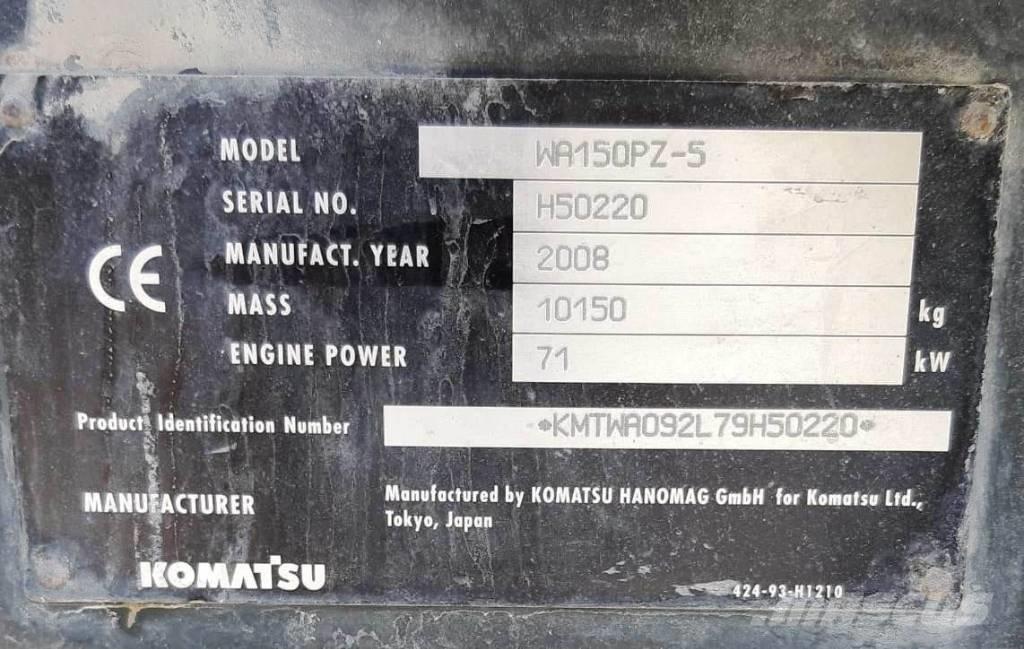 MODEL WA150PZ-5
SERIAL NO. H50220
MANUFACT. YEAR 2008
CE
MASS 10150 kg
ENGINE POWER 71 kW
Product Identification Number *KMTWA092L79H50220*
MANUFACTURER Manufactured by KOMATSU HANOMAG GmbH for Komatsu Ltd.,
Tokyo, Japan
KOMATSU
424-93-H1210